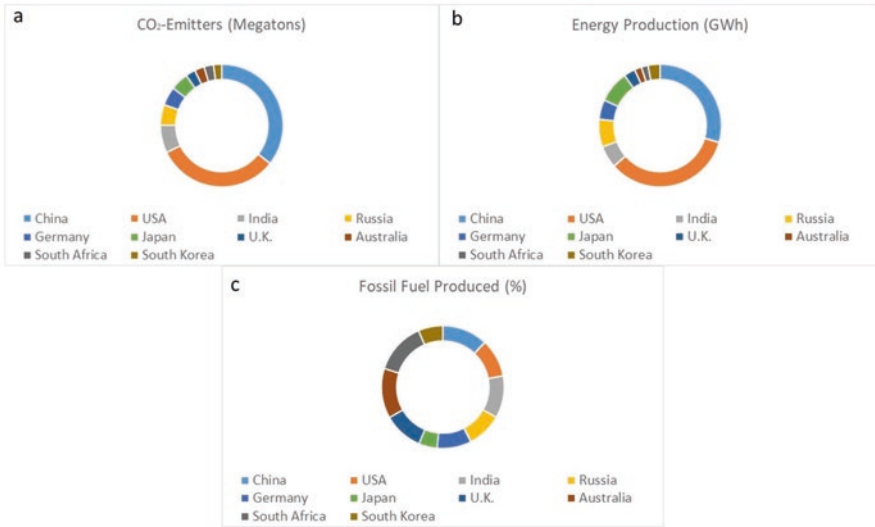 a
CO₂-Emitters (Megatons)
China USA India Russia
Germany Japan U.K. Australia
South Africa South Korea
b
Energy Production (GWh)
China USA India Russia
Germany Japan U.K. Australia
South Africa South Korea
c
Fossil Fuel Produced (%)
China USA India Russia
Germany Japan U.K. Australia
South Africa South Korea